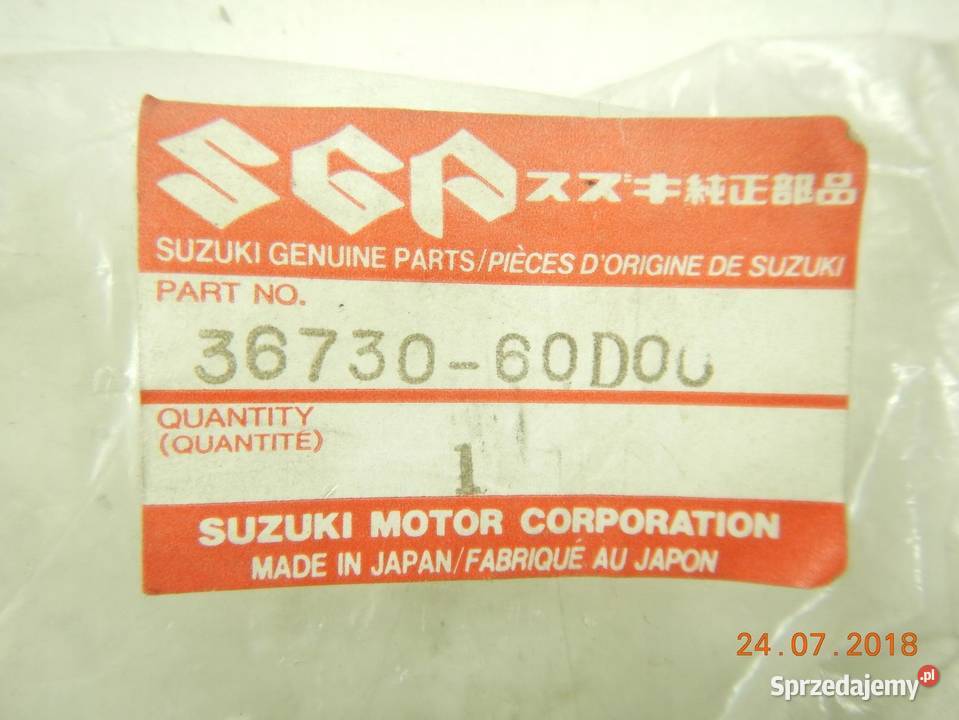 SGP スズキ純正部品
SUZUKI GENUINE PARTS/PIÈCES D'ORIGINE DE SUZUKI
PART NO.
36730-60D00
QUANTITY
(QUANTITÉ)
1
SUZUKI MOTOR CORPORATION
MADE IN JAPAN/FABRIQUÉ AU JAPON
24.07.2018
Sprzedajemy.pl